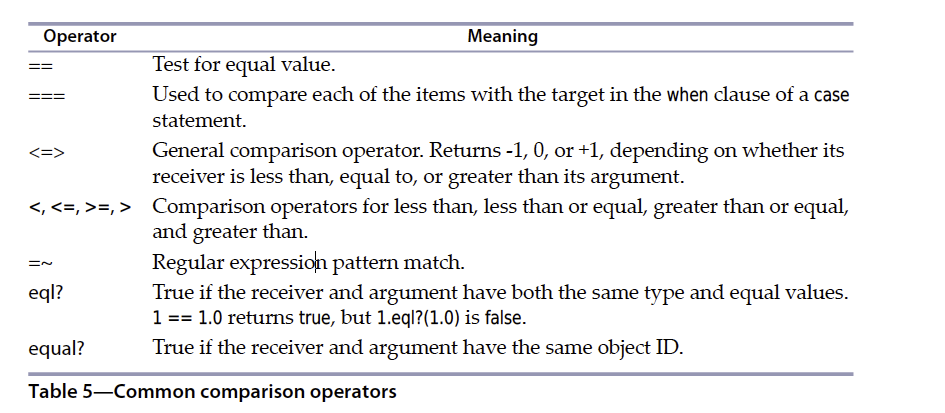 Operator Meaning
== Test for equal value.
=== Used to compare each of the items with the target in the when clause of a case
statement.
<=> General comparison operator. Returns -1, 0, or +1, depending on whether its
receiver is less than, equal to, or greater than its argument.
<, <=, >=, > Comparison operators for less than, less than or equal, greater than or equal,
and greater than.
=~ Regular expression pattern match.
eql? True if the receiver and argument have both the same type and equal values.
1 == 1.0 returns true, but 1.eql?(1.0) is false.
equal? True if the receiver and argument have the same object ID.
Table 5—Common comparison operators